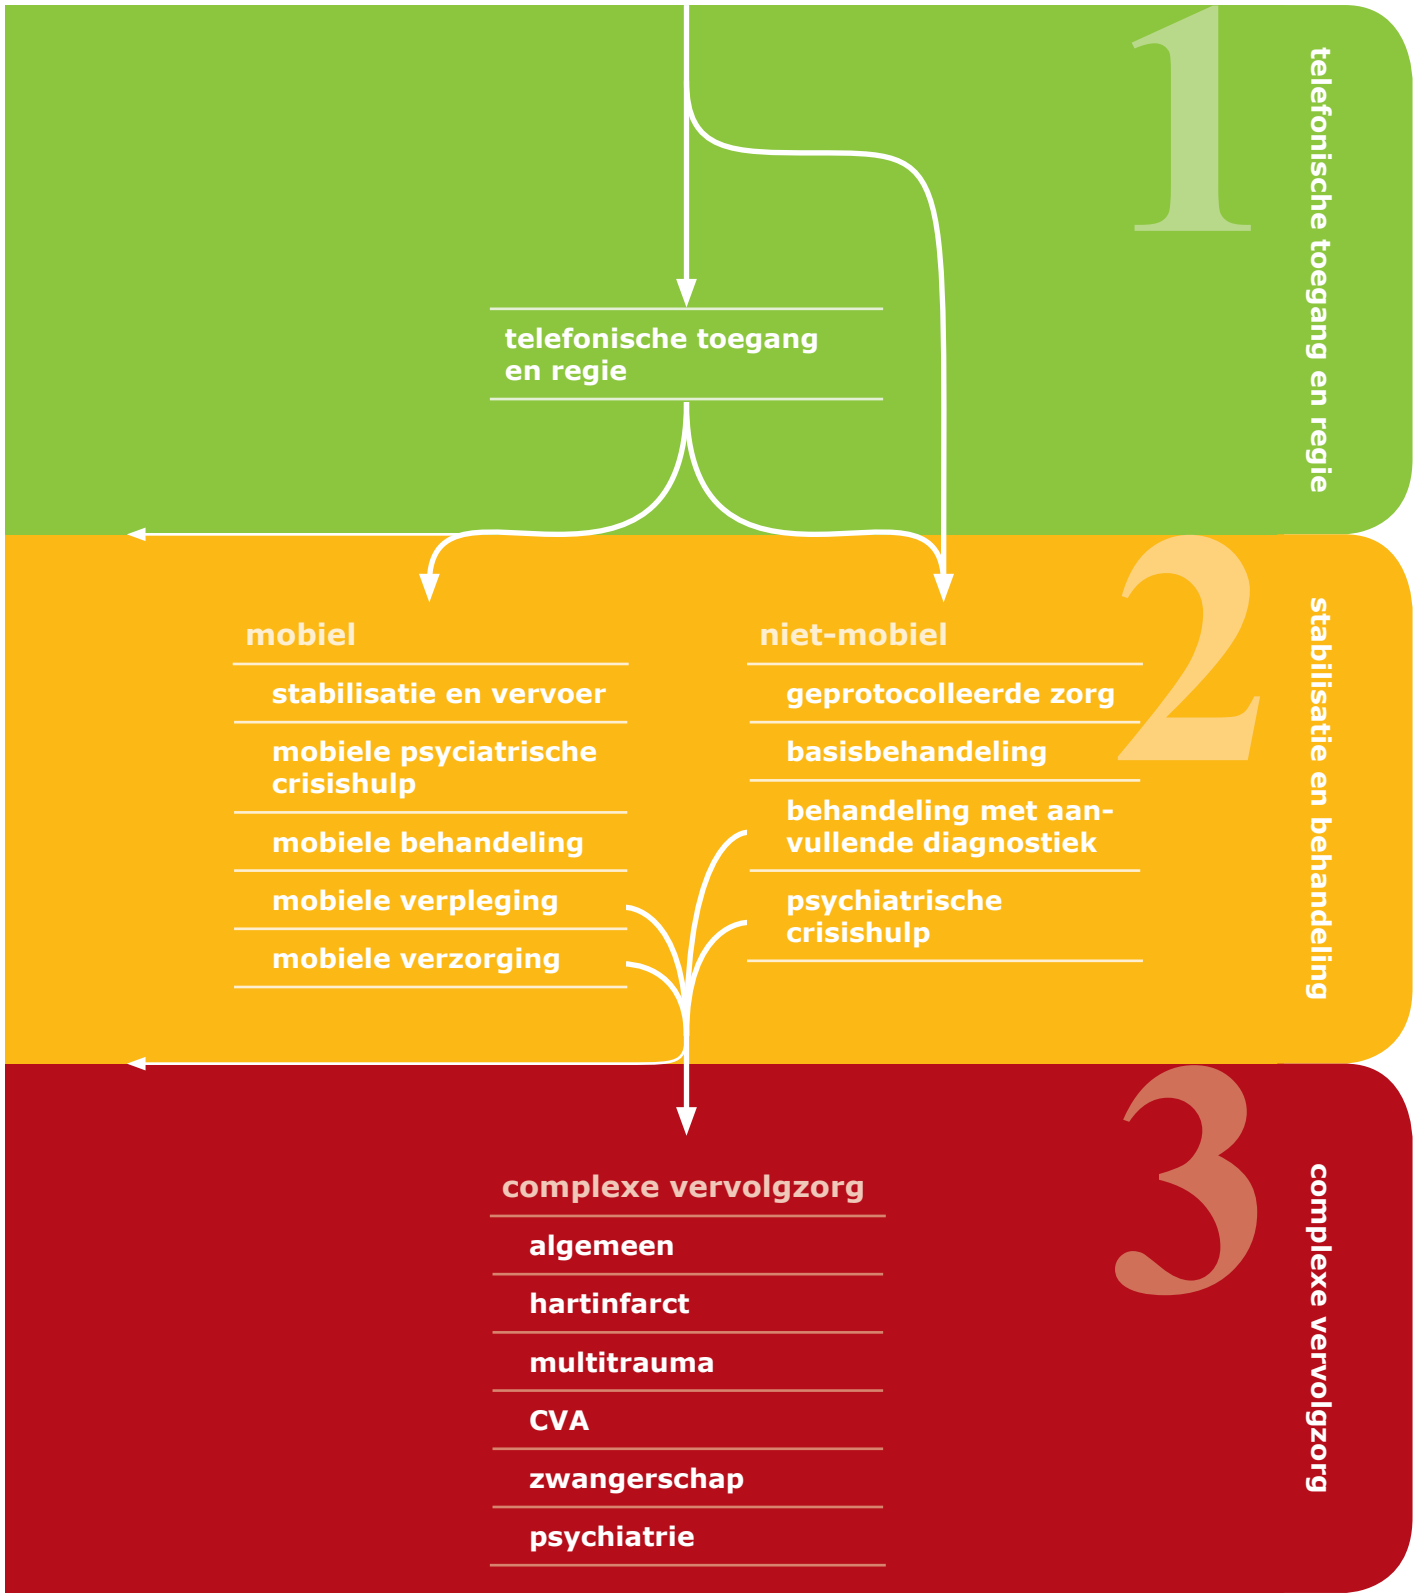 1
telefonische toegang en regie
telefonische toegang
en regie
2
stabilisatie en behandeling
mobiel
stabilisatie en vervoer
mobiele psyciatrische
crisishulp
mobiele behandeling
mobiele verpleging
mobiele verzorging
niet-mobiel
geprotocolleerde zorg
basisbehandeling
behandeling met aan-
vullende diagnostiek
psychiatrische
crisishulp
3
complexe vervolgzorg
complexe vervolgzorg
algemeen
hartinfarct
multitrauma
CVA
zwangerschap
psychiatrie